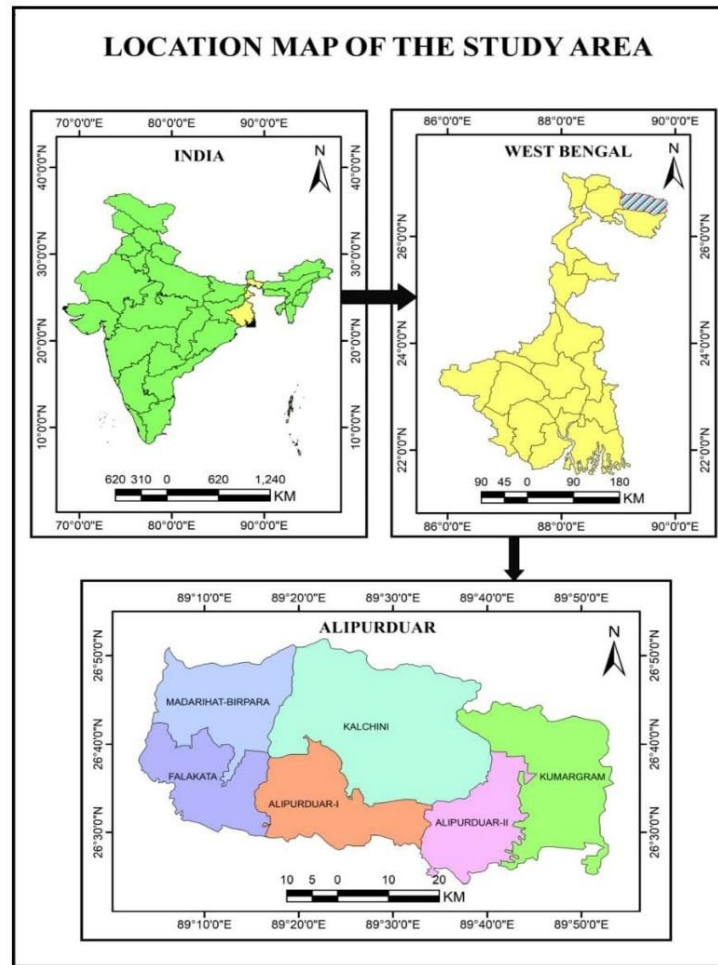 LOCATION MAP OF THE STUDY AREA
70°0'0"E 80°0'0"E 90°0'0"E
INDIA
N
40°0'0"N
30°0'0"N
20°0'0"N
10°0'0"N
40°0'0"N
30°0'0"N
20°0'0"N
10°0'0"N
620 310 0 620 1,240
KM
70°0'0"E 80°0'0"E 90°0'0"E
86°0'0"E 88°0'0"E 90°0'0"E
WEST BENGAL
N
26°0'0"N
24°0'0"N
22°0'0"N
26°0'0"N
24°0'0"N
22°0'0"N
90 45 0 90 180
KM
86°0'0"E 88°0'0"E 90°0'0"E
89°10'0"E 89°20'0"E 89°30'0"E 89°40'0"E 89°50'0"E
ALIPURDUAR
N
26°50'0"N
26°40'0"N
26°30'0"N
26°50'0"N
26°40'0"N
26°30'0"N
MADARIHAT-BIRPARA
KALCHINI
FALAKATA
KUMARGRAM
ALIPURDUAR-I
ALIPURDUAR-II
10 5 0 10 20
KM
89°10'0"E 89°20'0"E 89°30'0"E 89°40'0"E 89°50'0"E